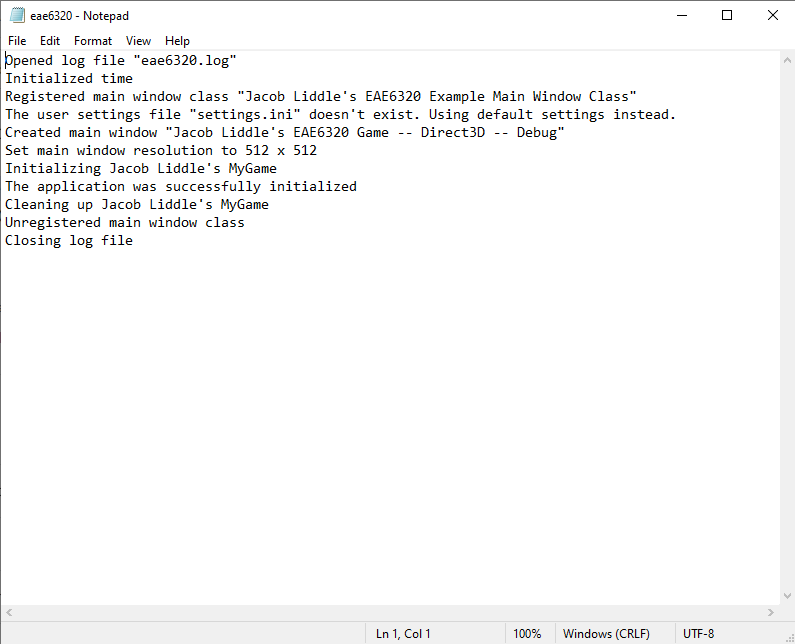 eae6320 - Notepad
File Edit Format View Help
Opened log file "eae6320.log"
Initialized time
Registered main window class "Jacob Liddle's EAE6320 Example Main Window Class"
The user settings file "settings.ini" doesn't exist. Using default settings instead.
Created main window "Jacob Liddle's EAE6320 Game -- Direct3D -- Debug"
Set main window resolution to 512 x 512
Initializing Jacob Liddle's MyGame
The application was successfully initialized
Cleaning up Jacob Liddle's MyGame
Unregistered main window class
Closing log file
Ln 1, Col 1 100% Windows (CRLF) UTF-8